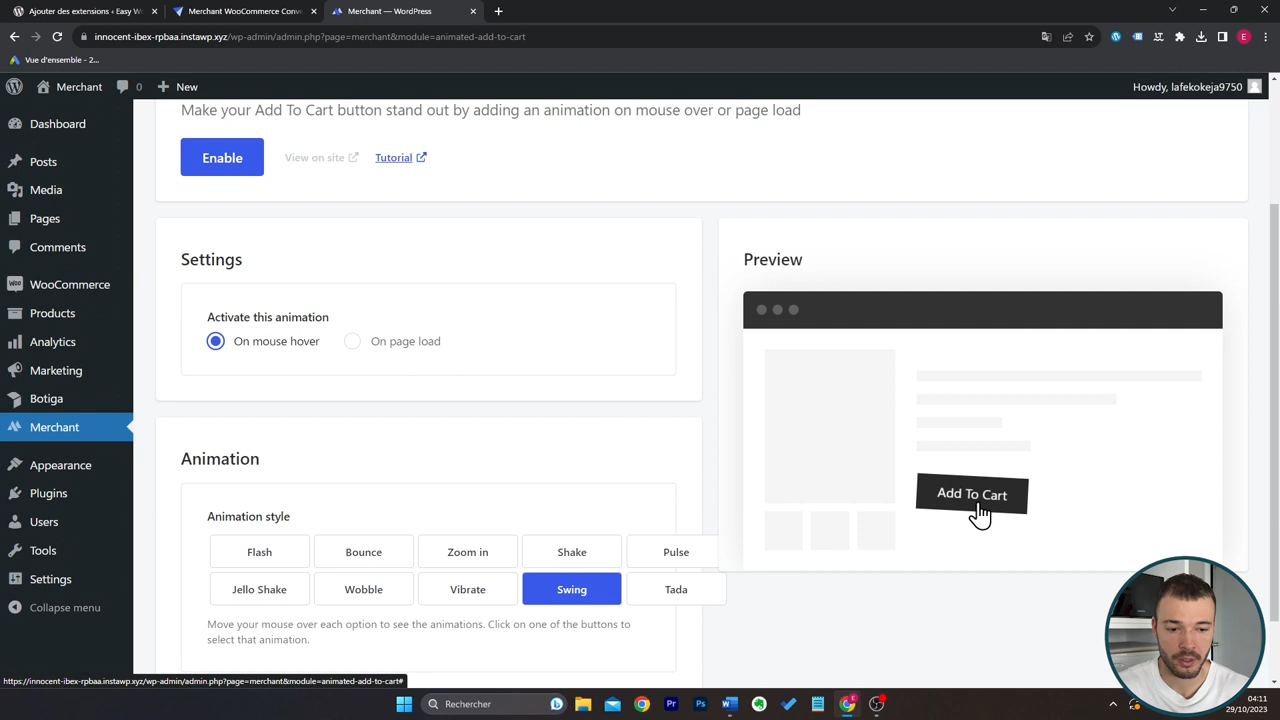 Ajouter des extensions ‹ Easy W
Merchant WooCommerce Conv
Merchant — WordPress
innocent-ibex-rpbaa.instawp.xyz/wp-admin/admin.php?page=merchant&module=animated-add-to-cart
E
Vue d'ensemble – 2...
Merchant
0
New
Howdy, lafekokeja9750
Dashboard
Posts
Media
Pages
Comments
WooCommerce
Products
Analytics
Marketing
Botiga
Merchant
Appearance
Plugins
Users
Tools
Settings
Collapse menu
Make your Add To Cart button stand out by adding an animation on mouse over or page load
Enable
View on site
Tutorial
Settings
Activate this animation
On mouse hover
On page load
Preview
Add To Cart
Animation
Animation style
Flash
Bounce
Zoom in
Shake
Pulse
Jello Shake
Wobble
Vibrate
Swing
Tada
Move your mouse over each option to see the animations. Click on one of the buttons to
select that animation.
https://innocent-ibex-rpbaa.instawp.xyz/wp-admin/admin.php?page=merchant&module=animated-add-to-cart#
Rechercher
04:11
29/10/2023